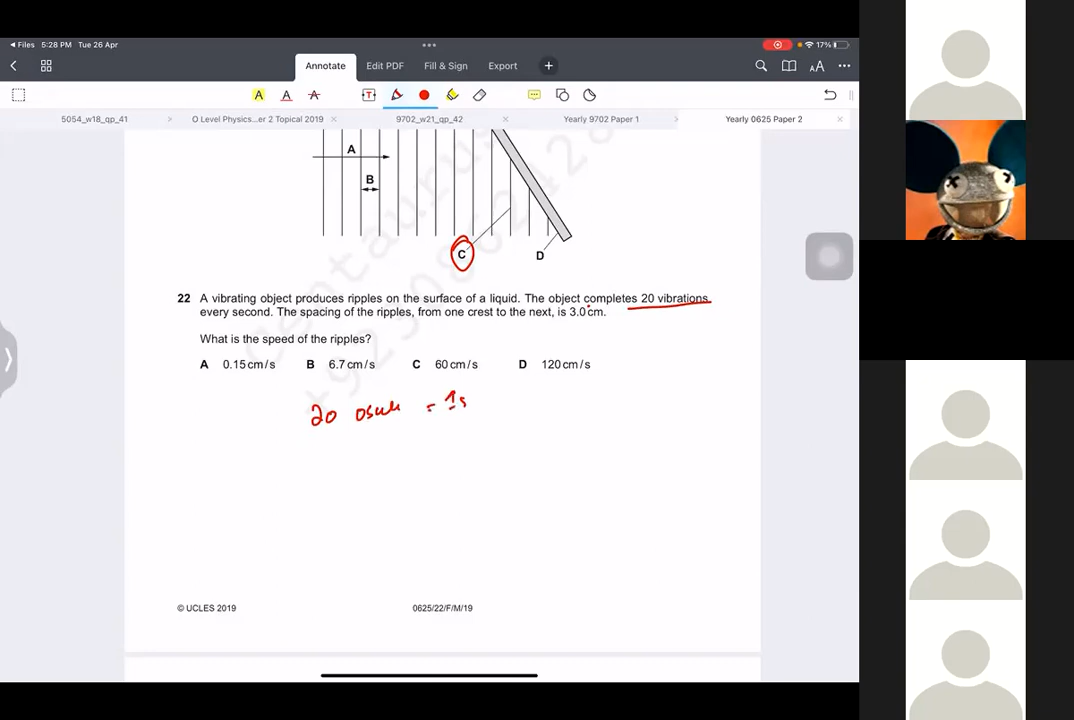 Files 5:28 PM Tue 26 Apr 17%
Annotate Edit PDF Fill & Sign Export
A A A T AA
5054_w18_qp_41 O Level Physics...er 2 Topical 2019 9702_w21_qp_42 Yearly 9702 Paper 1 Yearly 0625 Paper 2
A
B
C
D
22 A vibrating object produces ripples on the surface of a liquid. The object completes 20 vibrations
every second. The spacing of the ripples, from one crest to the next, is 3.0 cm.
What is the speed of the ripples?
A 0.15 cm/s B 6.7 cm/s C 60 cm/s D 120 cm/s
20 = 1s
© UCLES 2019 0625/22/F/M/19